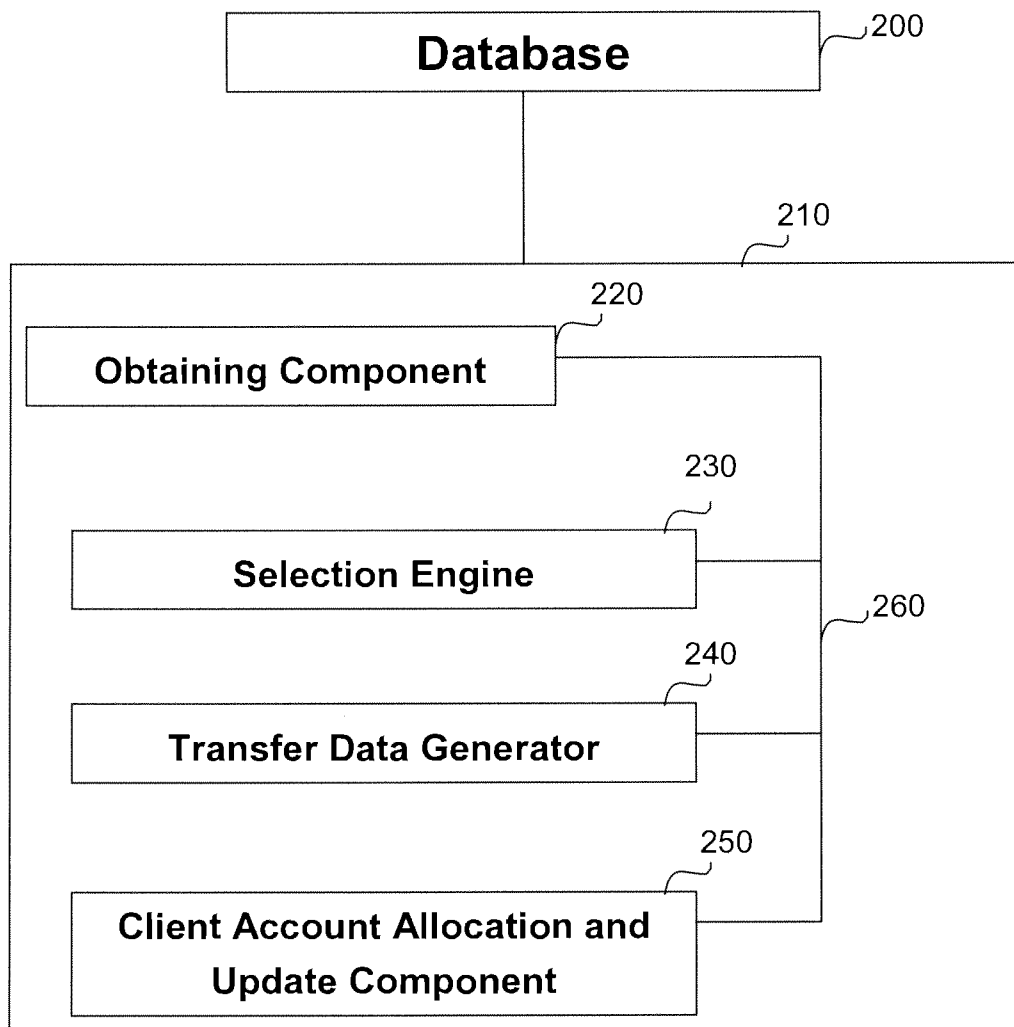 Database
200
210
220
Obtaining Component
230
Selection Engine
260
240
Transfer Data Generator
250
Client Account Allocation and
Update Component